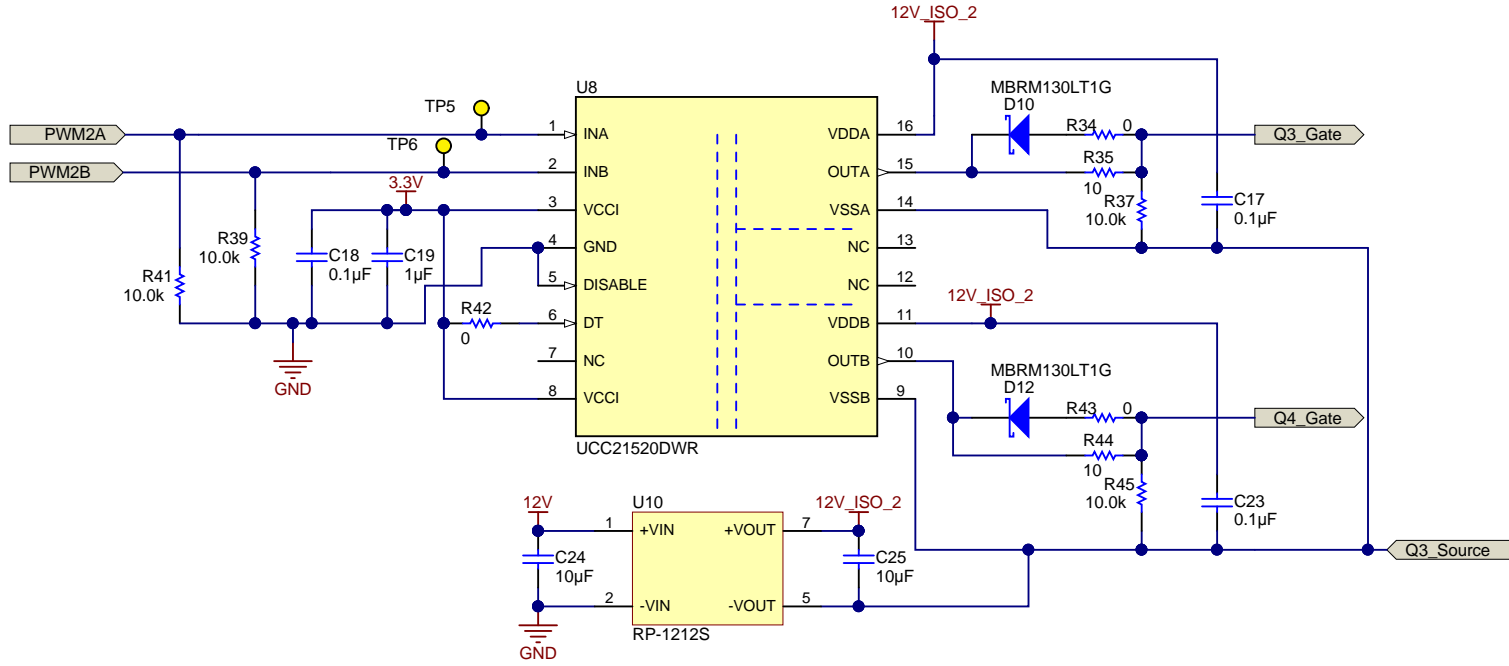 12V_ISO_2
U8
MBRM130LT1G
D10
TP5
PWM2A
1
INA
VDDA
16
R34
0
Q3_Gate
TP6
PWM2B
2
INB
OUTA
15
R35
10
3.3V
3
VCCI
VSSA
14
R37
10.0k
C17
0.1µF
R39
10.0k
R41
10.0k
C18
0.1µF
C19
1µF
4
GND
NC
13
5
DISABLE
NC
12
R42
0
6
DT
12V_ISO_2
VDDB
11
GND
7
NC
OUTB
10
MBRM130LT1G
D12
8
VCCI
VSSB
9
R43
0
Q4_Gate
UCC21520DWR
R44
10
R45
10.0k
C23
0.1µF
12V
U10
12V_ISO_2
1
+VIN
+VOUT
7
C24
10µF
C25
10µF
Q3_Source
2
-VIN
-VOUT
5
RP-1212S
GND